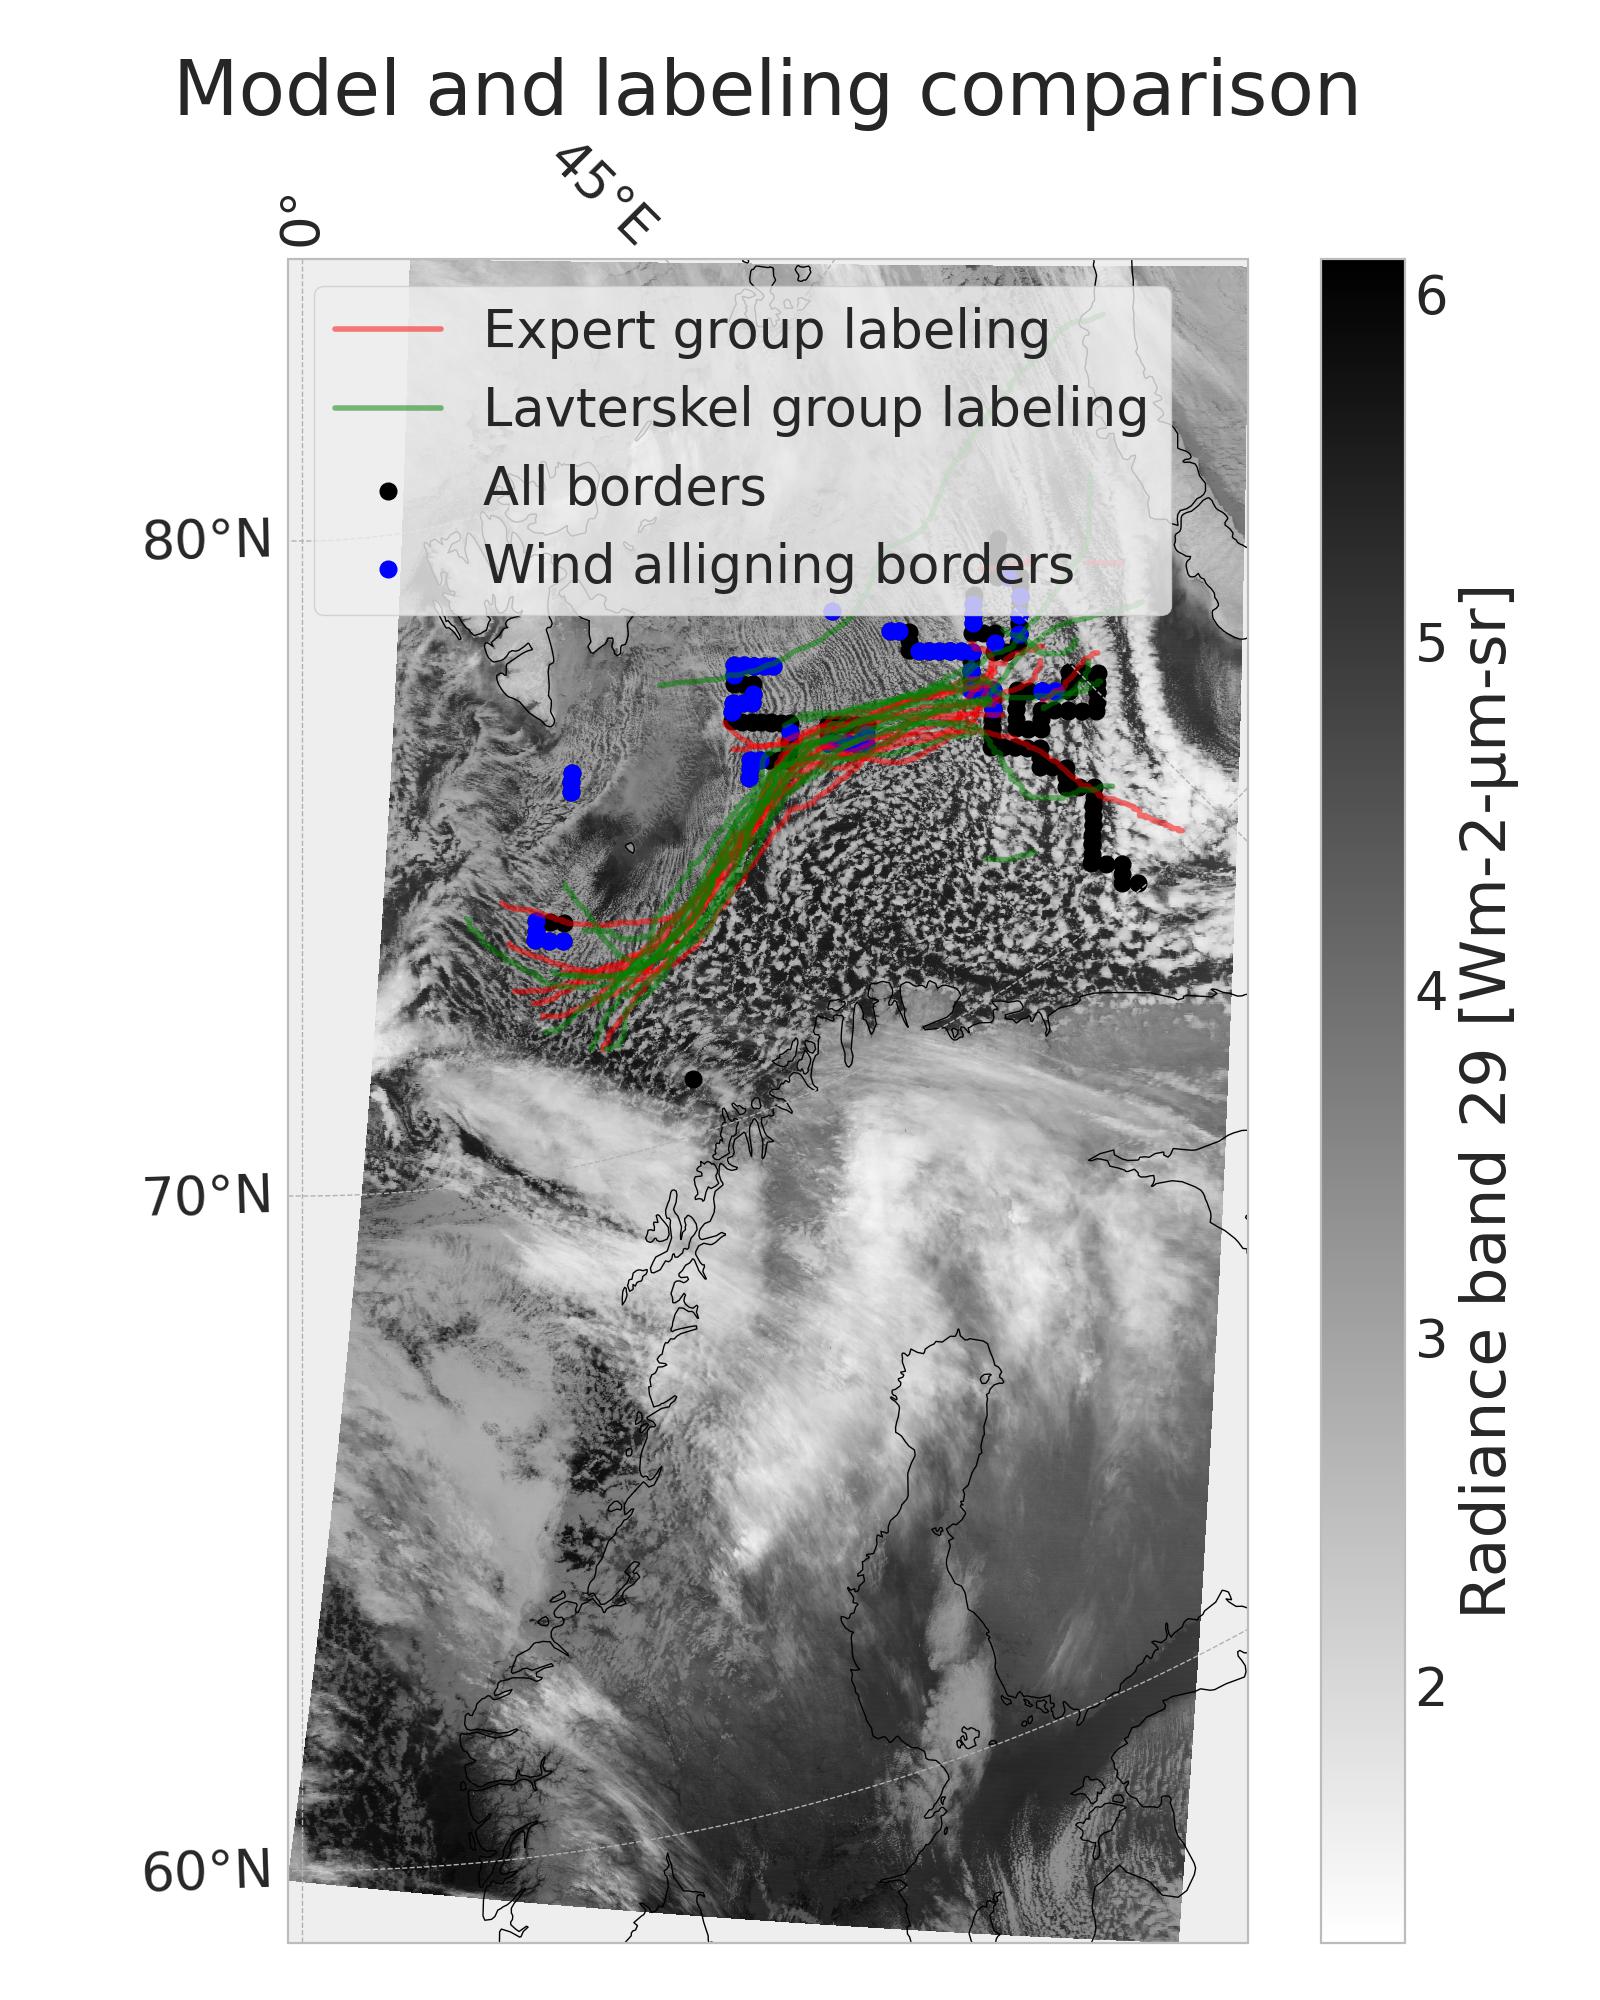 Model and labeling comparison
0°
45°E
Expert group labeling
Lavterskel group labeling
All borders
Wind alligning borders
80°N
70°N
60°N
6
5
4
3
2
Radiance band 29 [Wm-2-μm-sr]